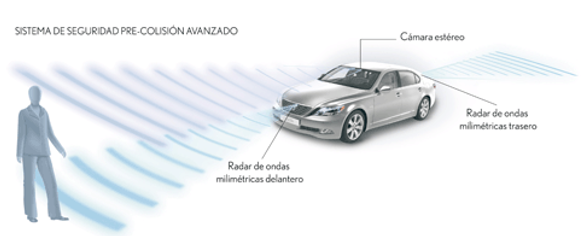 SISTEMA DE SEGURIDAD PRE-COLISIÓN AVANZADO
Cámara estéreo
Radar de ondas
milimétricas trasero
Radar de ondas
milimétricas delantero